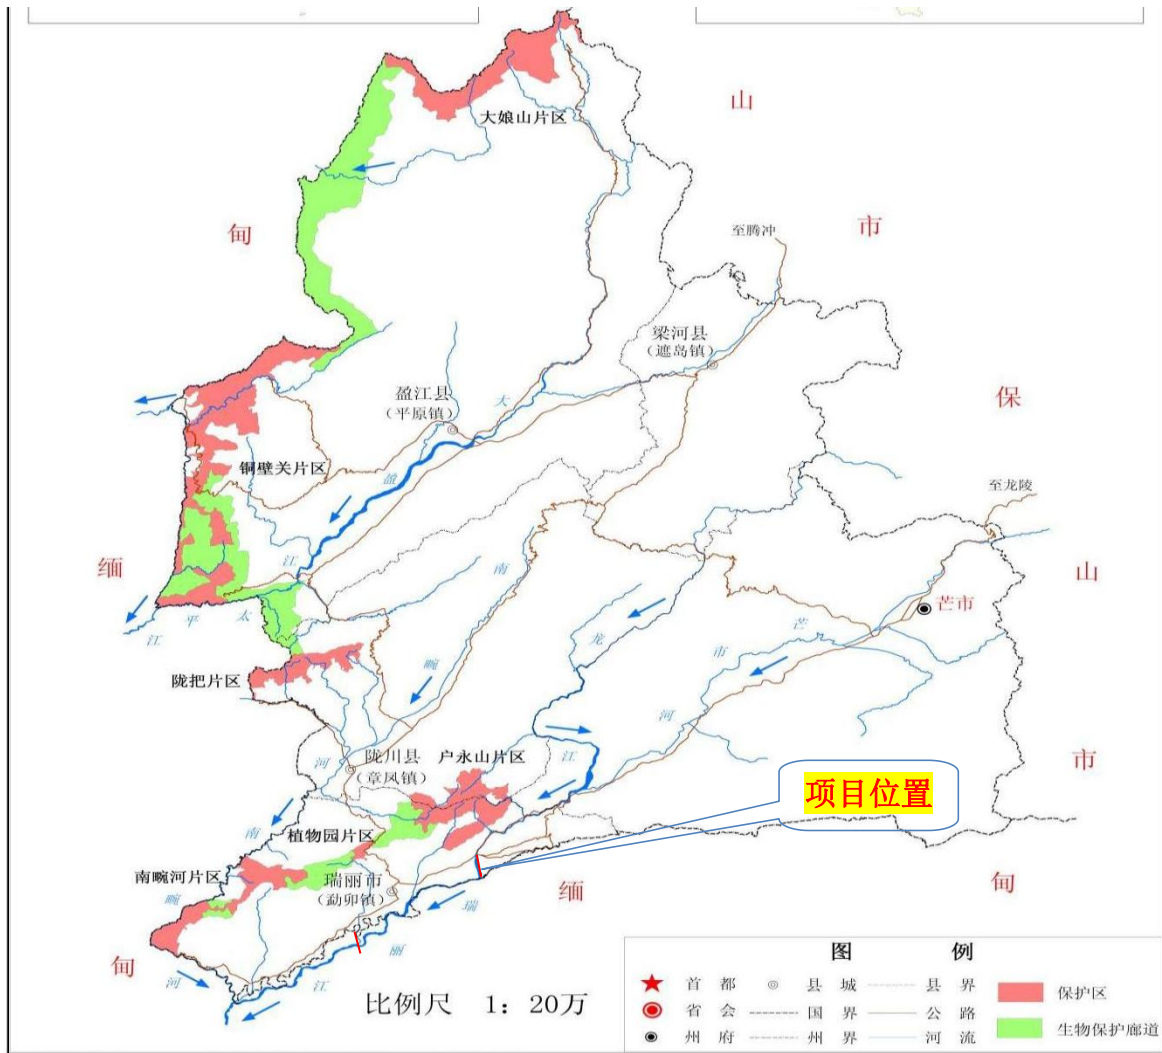 山
大娘山片区
甸
市
至腾冲
梁河县
(遮岛镇)
盈江县
(平原镇)
大
保
铜壁关片区
盈
至龙陵
江
南
缅
山
芒市
江 平 太
龙
芒
市
畹
陇把片区
河
陇川县
(章凤镇)
户永山片区
江
河
市
项目位置
南
植物园片区
南畹河片区
瑞丽市
(勐卯镇)
畹
瑞
缅
甸
丽
甸
河
江
比例尺 1:20万
图 例
首都 县城 县界 保护区
省会 国界 公路
州府 州界 河流 生物保护廊道